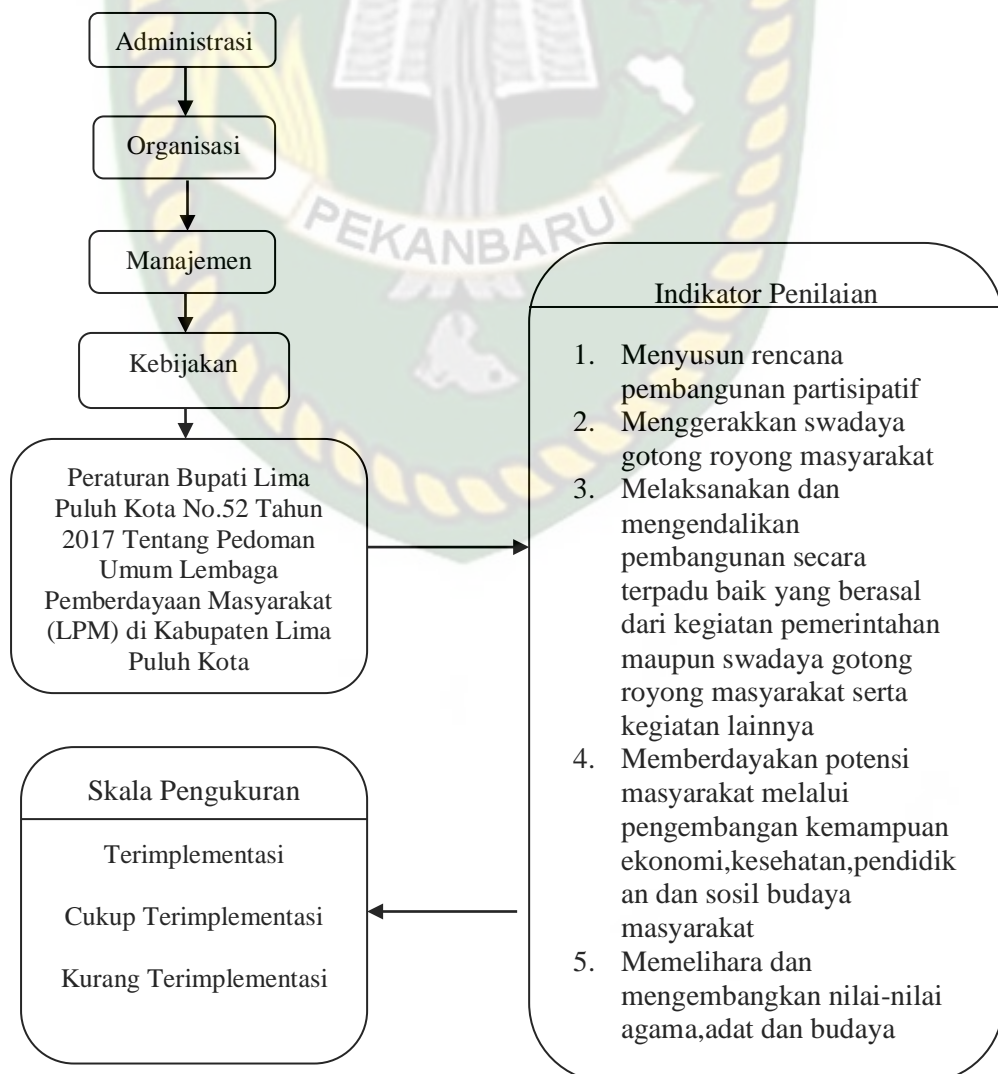 Administrasi
Organisasi
PEKANBARU
Manajemen
Kebijakan
Peraturan Bupati Lima
Puluh Kota No.52 Tahun
2017 Tentang Pedoman
Umum Lembaga
Pemberdayaan Masyarakat
(LPM) di Kabupaten Lima
Puluh Kota
Indikator Penilaian
1. Menyusun rencana
pembangunan partisipatif
2. Menggerakkan swadaya
gotong royong masyarakat
3. Melaksanakan dan
mengendalikan
pembangunan secara
terpadu baik yang berasal
dari kegiatan pemerintahan
maupun swadaya gotong
royong masyarakat serta
kegiatan lainnya
4. Memberdayakan potensi
masyarakat melalui
pengembangan kemampuan
ekonomi,kesehatan,pendidik
an dan sosil budaya
masyarakat
5. Memelihara dan
mengembangkan nilai-nilai
agama,adat dan budaya
Skala Pengukuran
Terimplementasi
Cukup Terimplementasi
Kurang Terimplementasi